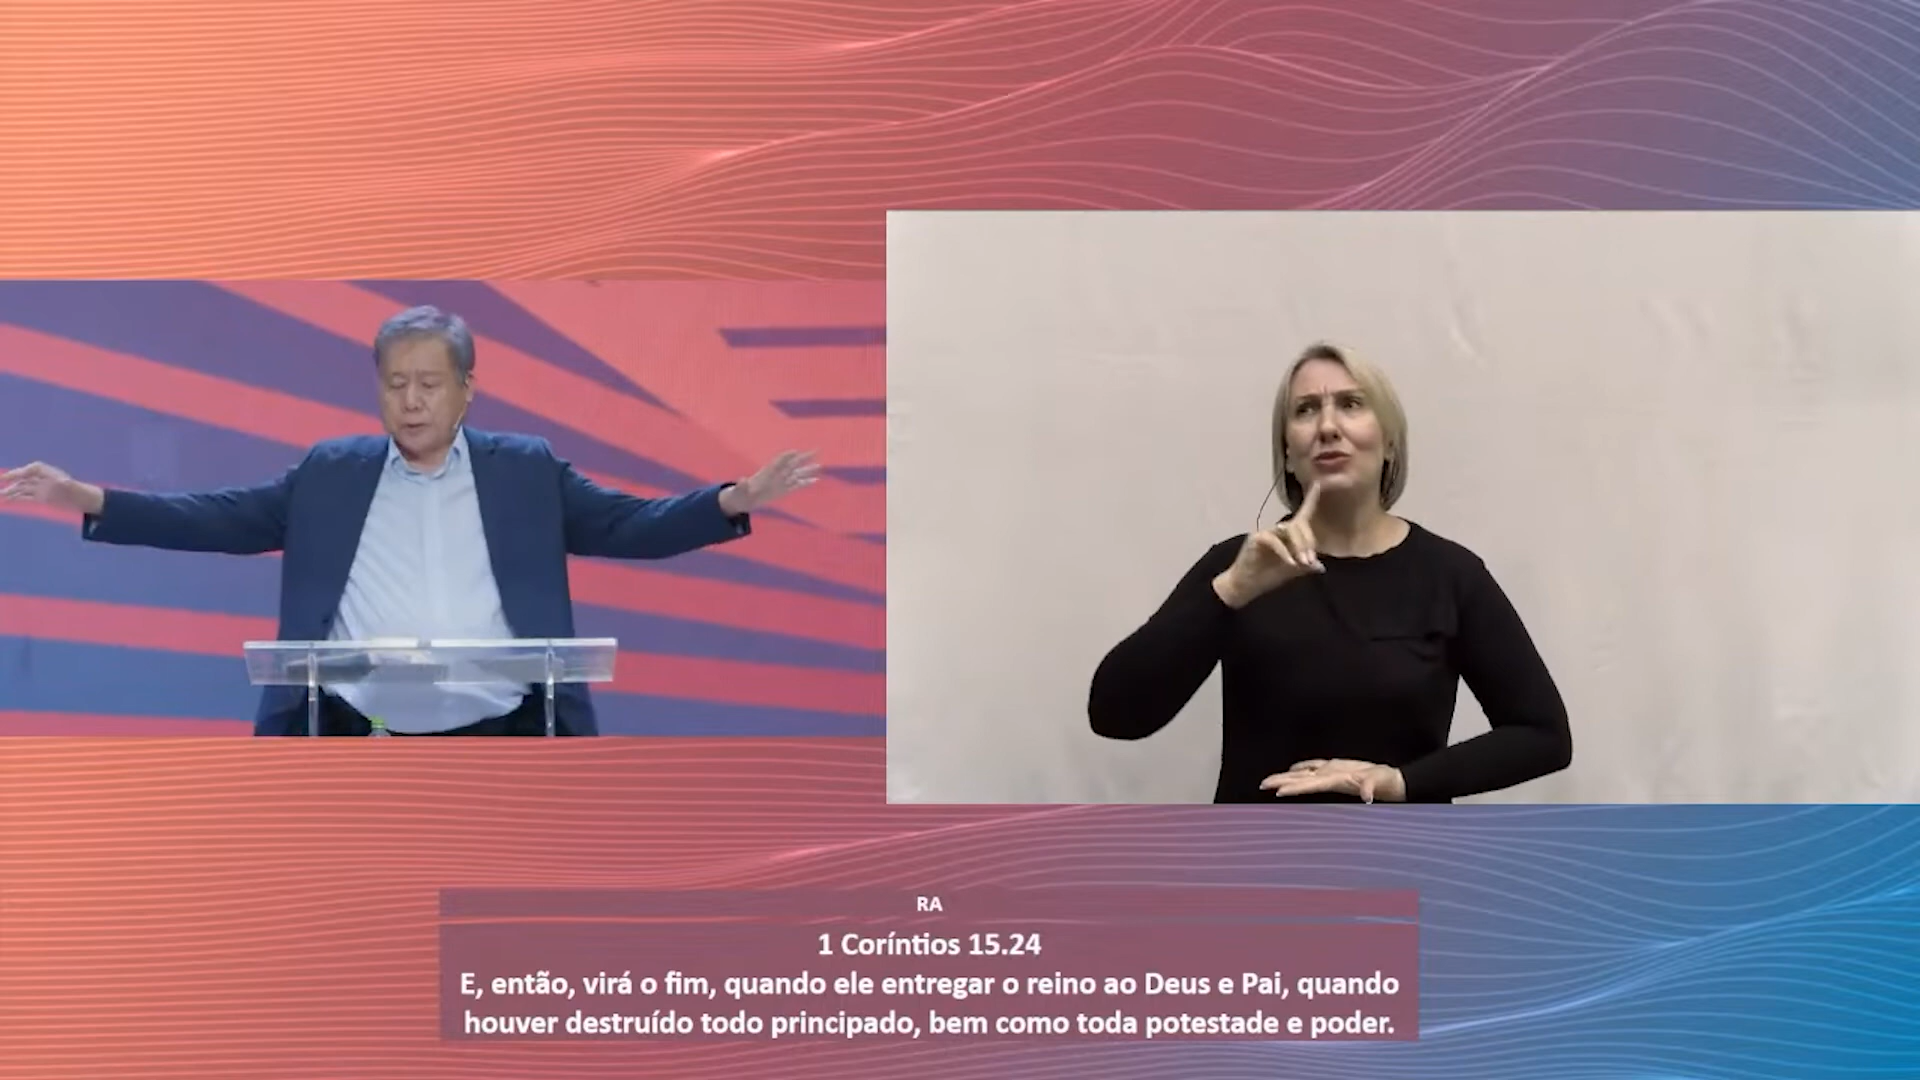 RA
1 Coríntios 15.24
E, então, virá o fim, quando ele entregar o reino ao Deus e Pai, quando
houver destruído todo principado, bem como toda potestade e poder.